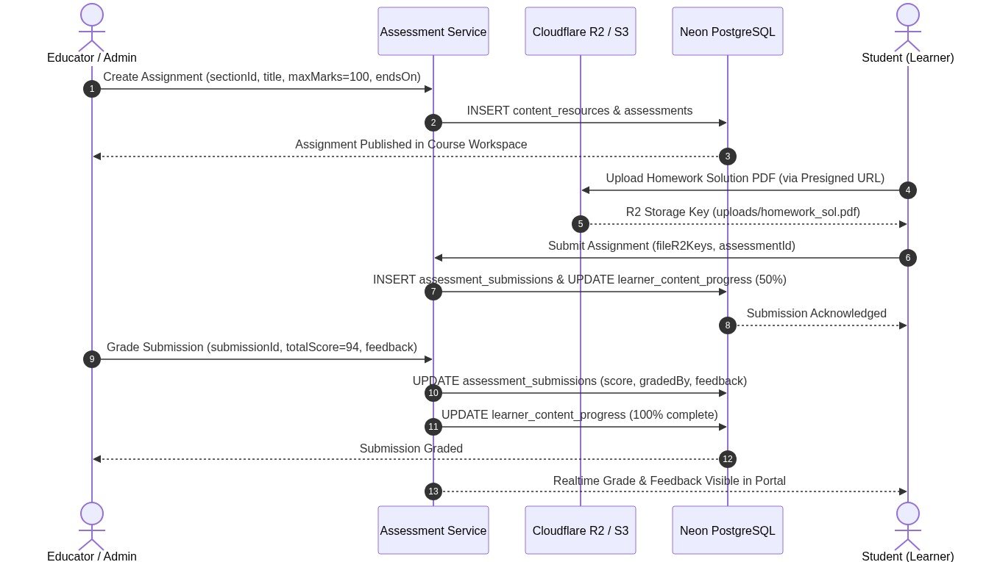 Educator / Admin
Assessment Service
Cloudflare R2 / S3
Neon PostgreSQL
Student (Learner)
Create Assignment (sectionId, title, maxMarks=100, endsOn)
1
INSERT content_resources & assessments
2
Assignment Published in Course Workspace
3
Upload Homework Solution PDF (via Presigned URL)
4
R2 Storage Key (uploads/homework_sol.pdf)
5
Submit Assignment (fileR2Keys, assessmentId)
6
INSERT assessment_submissions & UPDATE learner_content_progress (50%)
7
Submission Acknowledged
8
Grade Submission (submissionId, totalScore=94, feedback)
9
UPDATE assessment_submissions (score, gradedBy, feedback)
10
UPDATE learner_content_progress (100% complete)
11
Submission Graded
12
Realtime Grade & Feedback Visible in Portal
13
Educator / Admin
Assessment Service
Cloudflare R2 / S3
Neon PostgreSQL
Student (Learner)